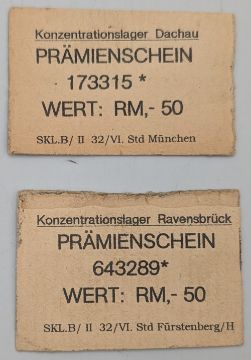 Konzentrationslager Dachau
PRÄMIENSCHEIN
173315 *
WERT: RM,- 50
SKL.B/ II 32/VI. Std München
Konzentrationslager Ravensbrück
PRÄMIENSCHEIN
643289*
WERT: RM,- 50
SKL.B/ II 32/VI. Std Fürstenberg/H